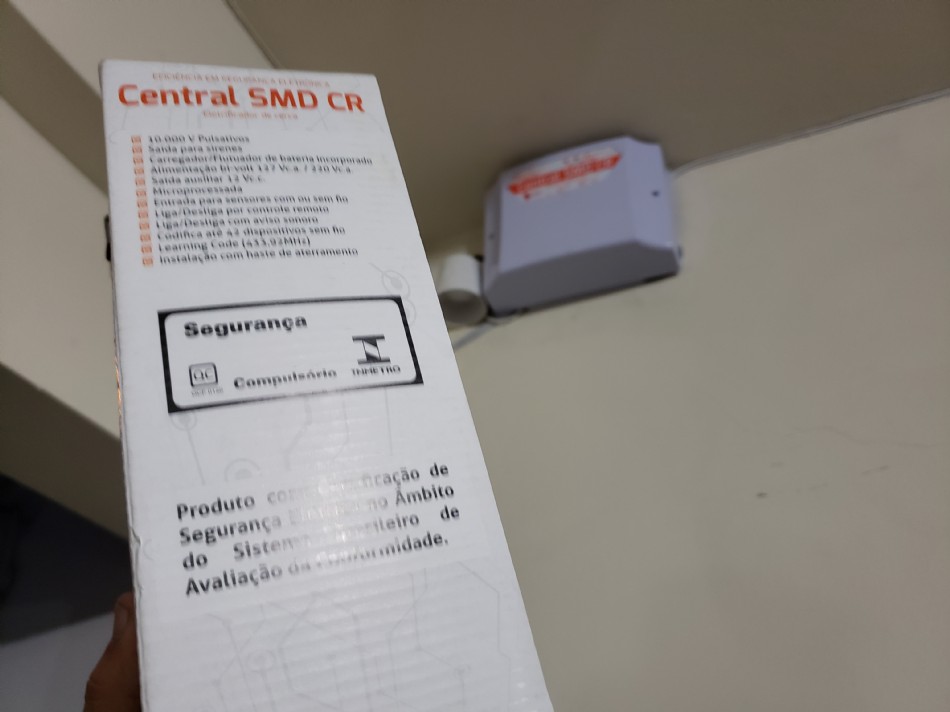 EFICIÊNCIA EM SEGURANÇA ELETRÔNICA
Central SMD CR
Eletrificador de cerca
10.000 V Pulsativos
Saída para sirenes
Carregador/Flutuador de bateria incorporado
Alimentação bi-volt 127 Vc.a. / 220 Vc.a.
Saída auxiliar 12 Vc.c.
Microprocessada
Entrada para sensores com ou sem fio
Liga/Desliga por controle remoto
Liga/Desliga com aviso sonoro
Codifica até 42 dispositivos sem fio
Learning Code (433,92MHz)
Instalação com haste de aterramento
Segurança
QC
Compulsório
INMETRO
Produto com de
Segurança no Âmbito
do Sistema Brasileiro de
Avaliação da Conformidade.
Central SMD CR